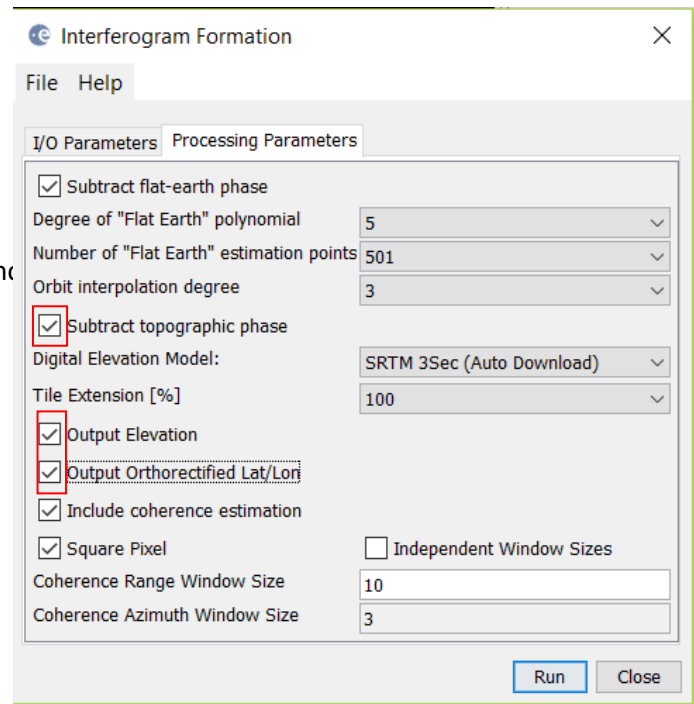 Interferogram Formation
File Help
I/O Parameters Processing Parameters
Subtract flat-earth phase
Degree of "Flat Earth" polynomial 5
Number of "Flat Earth" estimation points 501
Orbit interpolation degree 3
Subtract topographic phase
Digital Elevation Model: SRTM 3Sec (Auto Download)
Tile Extension [%] 100
Output Elevation
Output Orthorectified Lat/Lon
Include coherence estimation
Square Pixel Independent Window Sizes
Coherence Range Window Size 10
Coherence Azimuth Window Size 3
Run Close